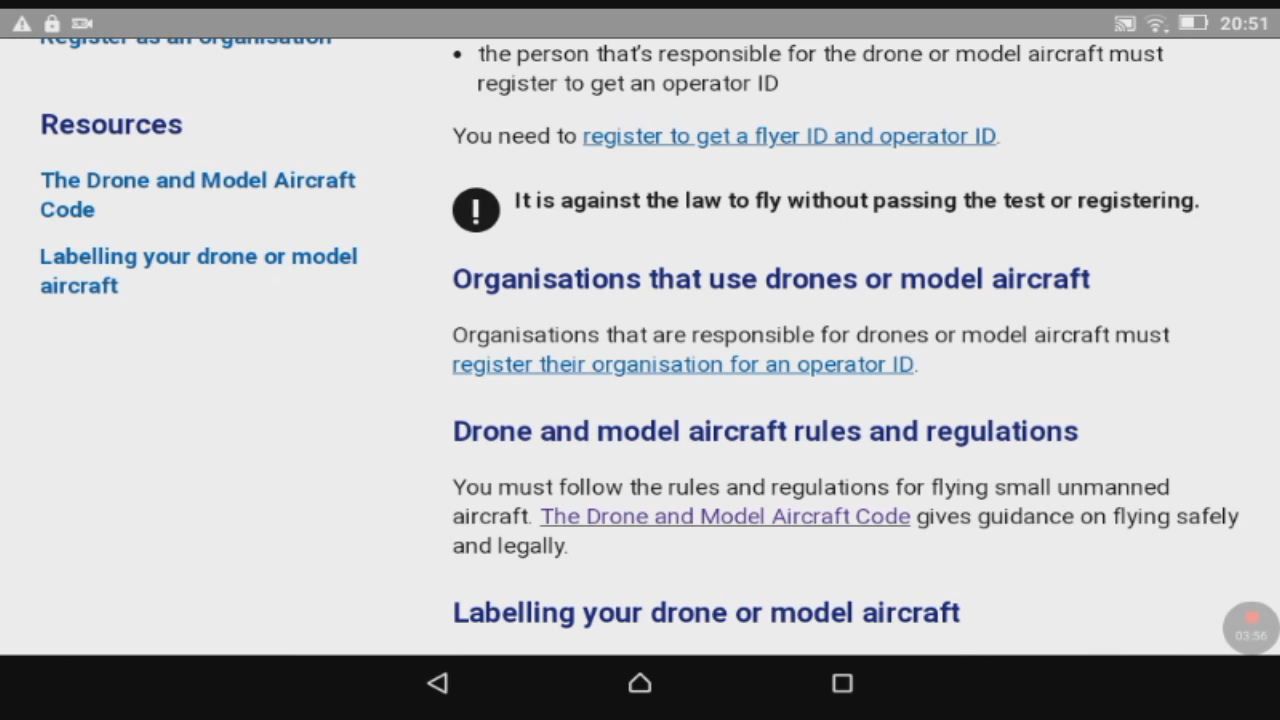 20:51
Register as an organisation
Resources
The Drone and Model Aircraft
Code
Labelling your drone or model
aircraft
• the person that's responsible for the drone or model aircraft must
register to get an operator ID
You need to register to get a flyer ID and operator ID.
! It is against the law to fly without passing the test or registering.
Organisations that use drones or model aircraft
Organisations that are responsible for drones or model aircraft must
register their organisation for an operator ID.
Drone and model aircraft rules and regulations
You must follow the rules and regulations for flying small unmanned
aircraft. The Drone and Model Aircraft Code gives guidance on flying safely
and legally.
Labelling your drone or model aircraft
03:56